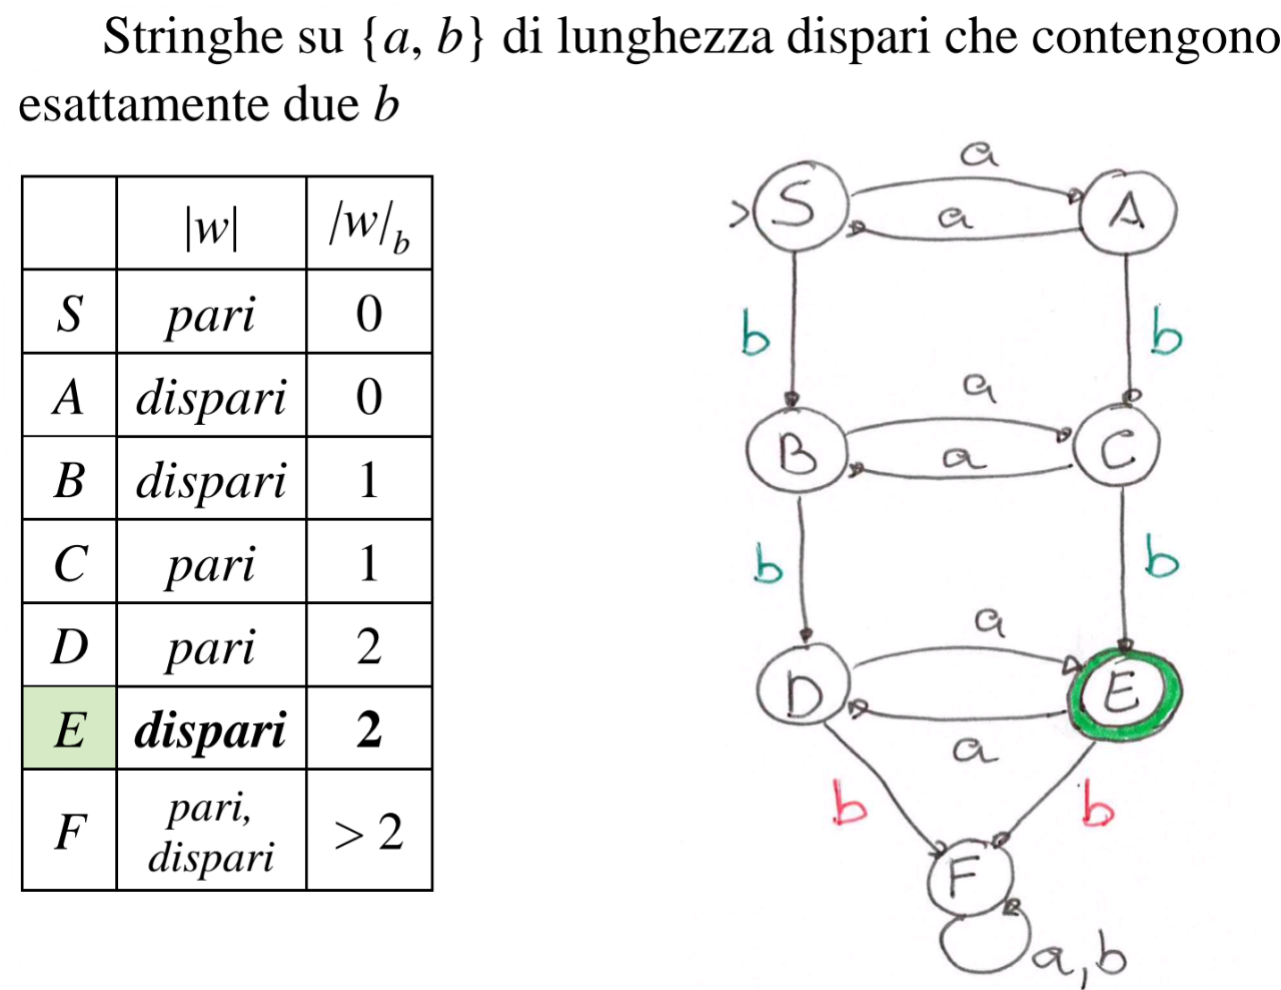 Stringhe su {a, b} di lunghezza dispari che contengono
esattamente due b
|w| /w/b
S pari 0
A dispari 0
B dispari 1
C pari 1
D pari 2
E dispari 2
F pari, dispari > 2
a
> S A
a
b b
a
B C
a
b b
a
D E
a
b b
F
a,b